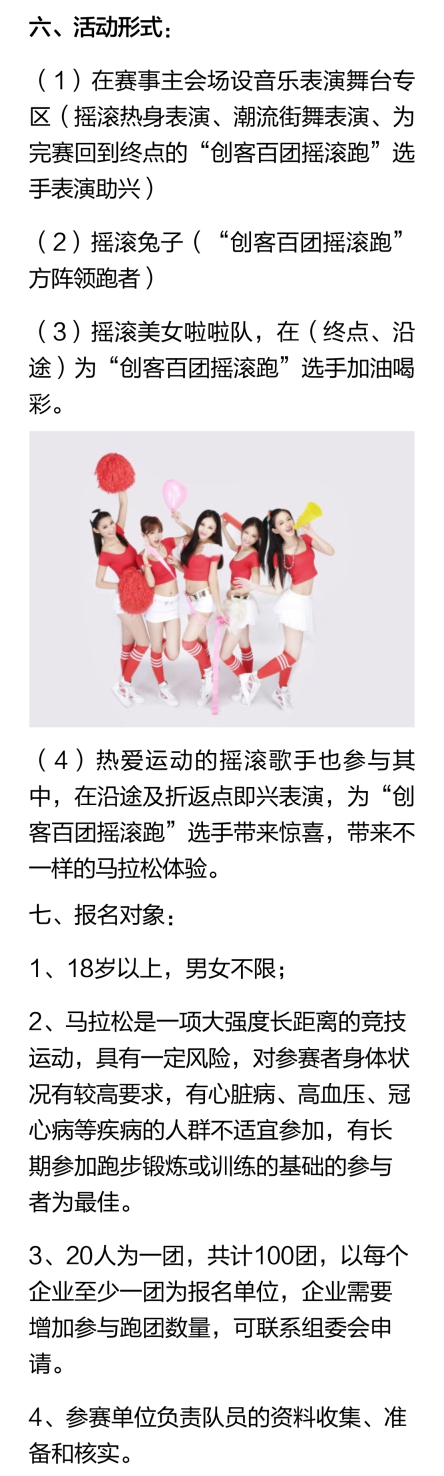 六、活动形式：
（1）在赛事主会场设音乐表演舞台专
区（摇滚热身表演、潮流街舞表演、为
完赛回到终点的“创客百团摇滚跑”选
手表演助兴）
（2）摇滚兔子（“创客百团摇滚跑”
方阵领跑者）
（3）摇滚美女啦啦队，在（终点、沿
途）为“创客百团摇滚跑”选手加油喝
彩。
（4）热爱运动的摇滚歌手也参与其
中，在沿途及折返点即兴表演，为“创
客百团摇滚跑”选手带来惊喜，带来不
一样的马拉松体验。
七、报名对象：
1、18岁以上，男女不限；
2、马拉松是一项大强度长距离的竞技
运动，具有一定风险，对参赛者身体状
况有较高要求，有心脏病、高血压、冠
心病等疾病的人群不适宜参加，有长
期参加跑步锻炼或训练的基础的参与
者为最佳。
3、20人为一团，共计100团，以每个
企业至少一团为报名单位，企业需要
增加参与跑团数量，可联系组委会申
请。
4、参赛单位负责队员的资料收集、准
备和核实。